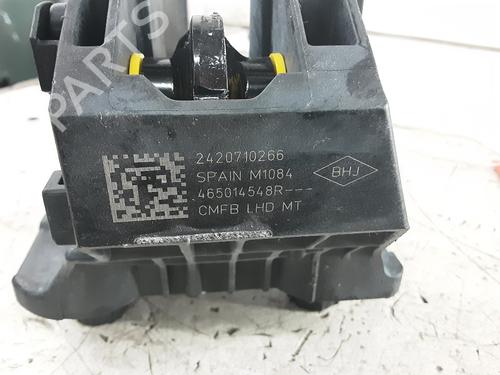 2420710266
SPAIN M1084
465014548R---
CMFB LHD MT
BHJ
B-PARTS